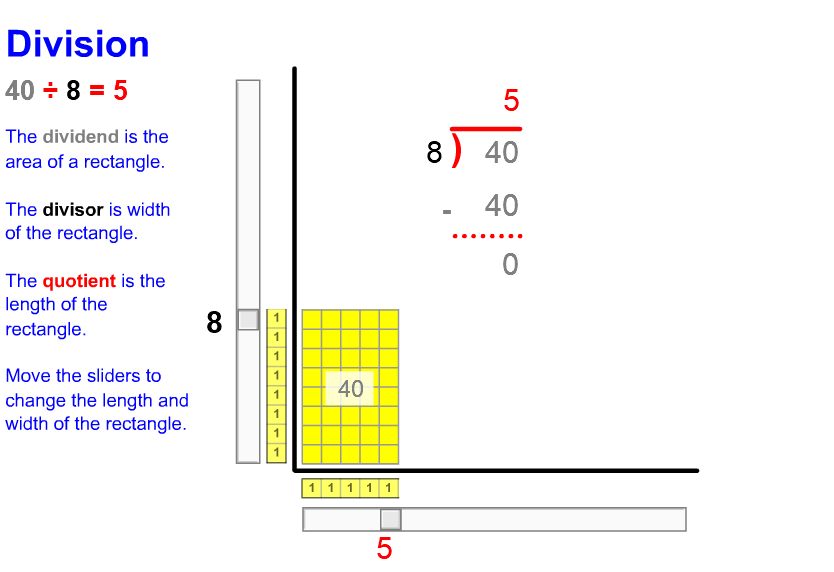 Division
40 ÷ 8 = 5
The dividend is the
area of a rectangle.
The divisor is width
of the rectangle.
The quotient is the
length of the
rectangle.
Move the sliders to
change the length and
width of the rectangle.
5
8 ) 40
- 40
0
8
1
1
1
1
1
1
1
1
40
1 1 1 1 1
5